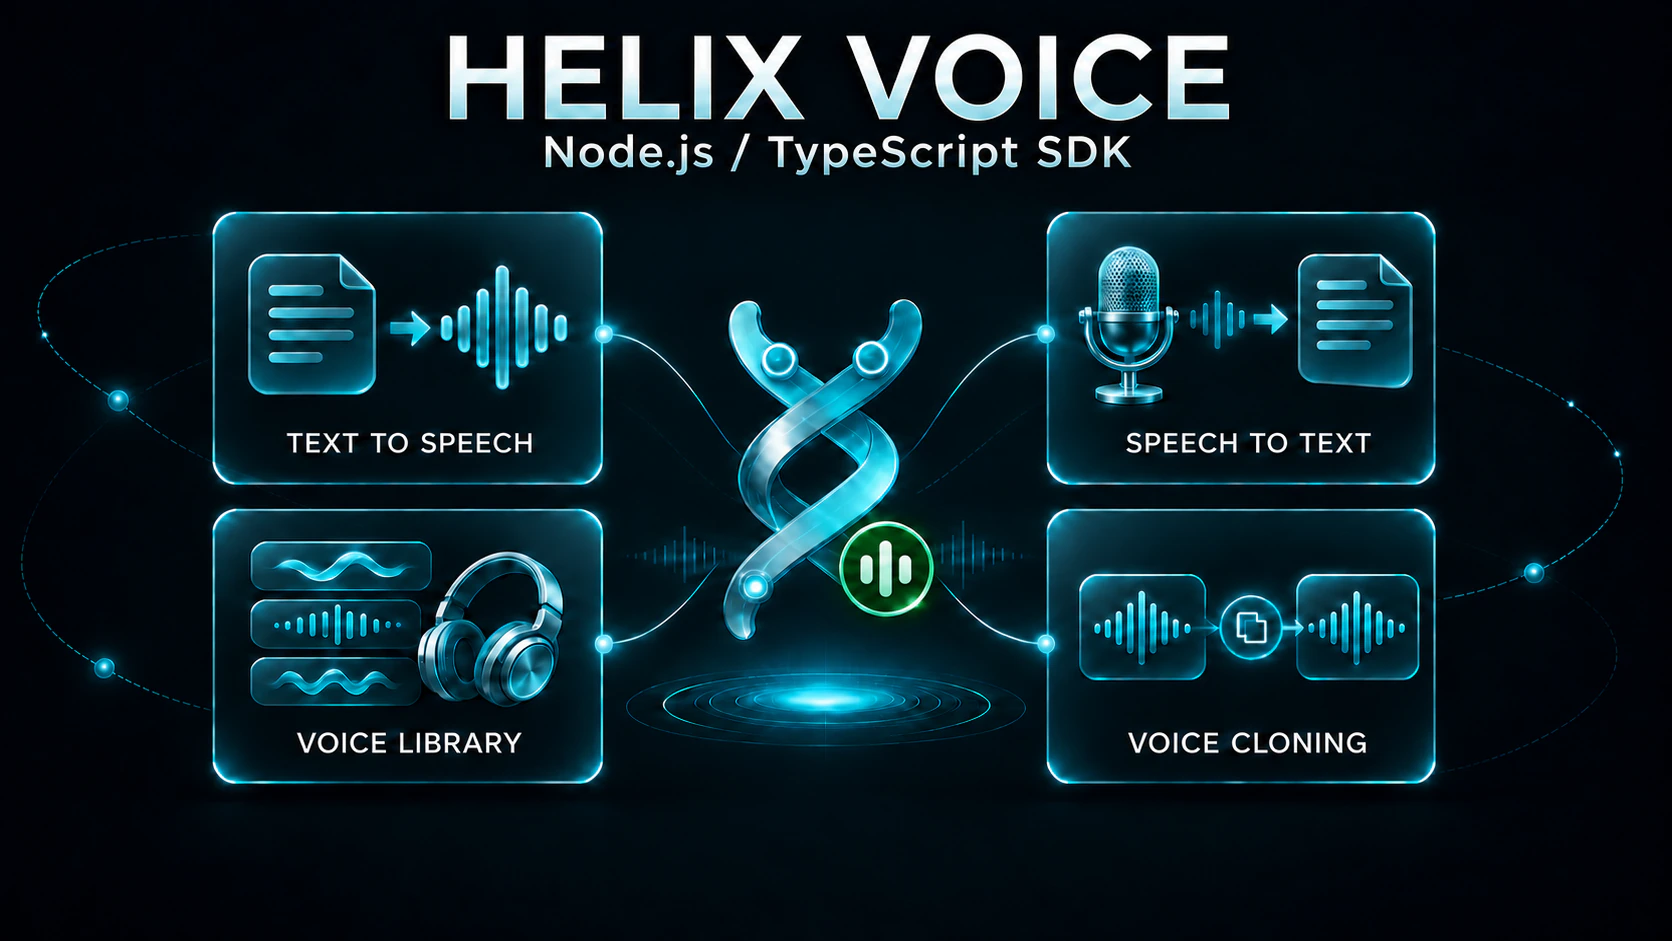 HELIX VOICE
Node.js / TypeScript SDK
TEXT TO SPEECH
SPEECH TO TEXT
VOICE LIBRARY
VOICE CLONING